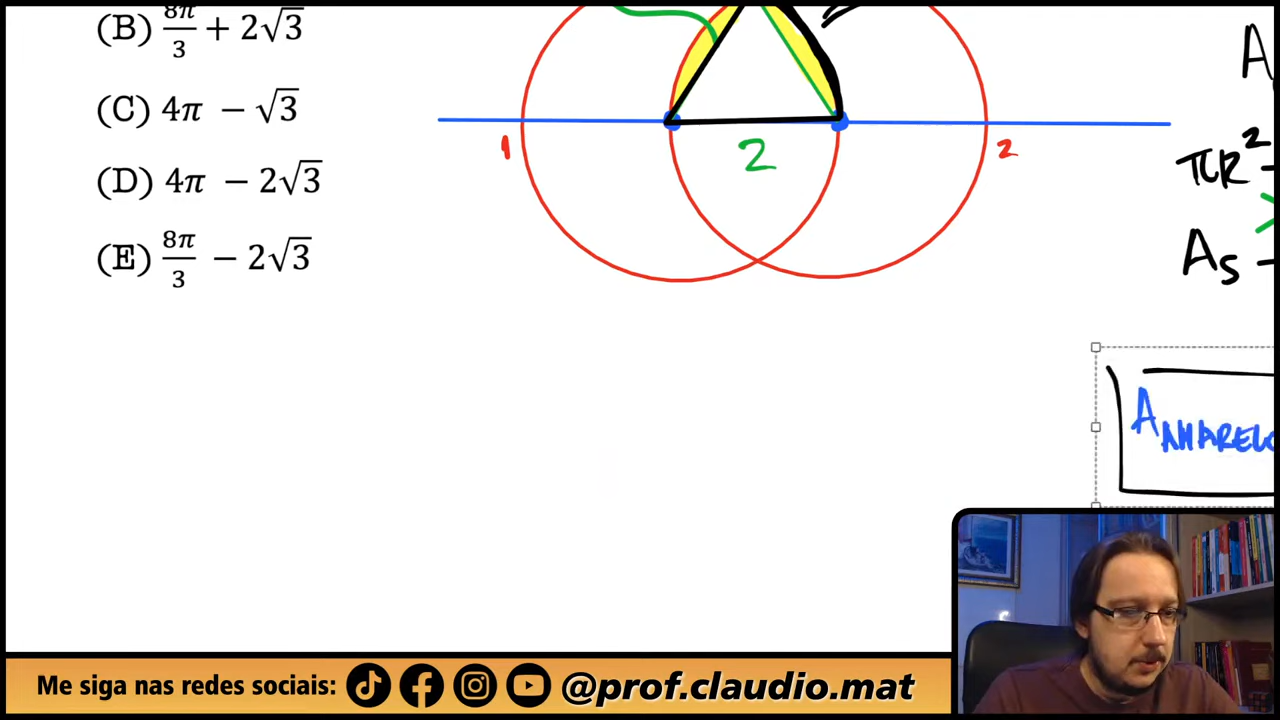 (B) 8π/3 + 2√3
(C) 4π − √3
(D) 4π − 2√3
(E) 8π/3 − 2√3
1
2
2
A
πR²
As
A AMARELO
Me siga nas redes sociais: @prof.claudio.mat